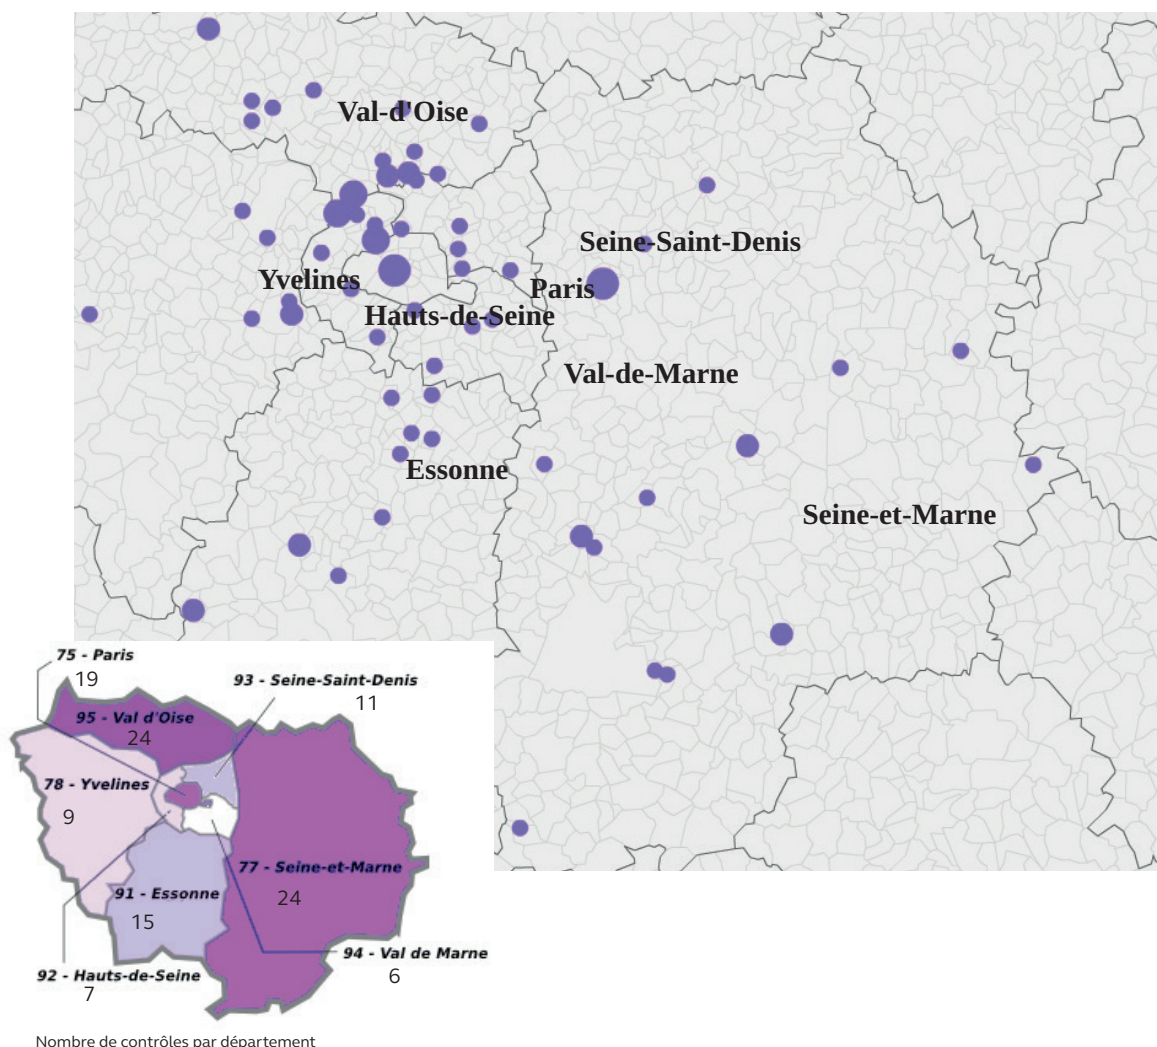 Val-d'Oise
Seine-Saint-Denis
Yvelines
Paris
Hauts-de-Seine
Val-de-Marne
Essonne
Seine-et-Marne
75 - Paris
19
93 - Seine-Saint-Denis
11
95 - Val d'Oise
24
78 - Yvelines
9
77 - Seine-et-Marne
24
91 - Essonne
15
94 - Val de Marne
6
92 - Hauts-de-Seine
7
Nombre de contrôles par département